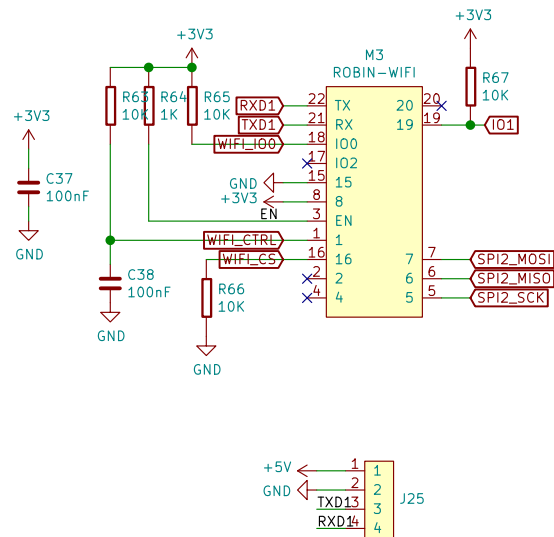 +3V3
+3V3
M3
ROBIN-WIFI
R63
10K
R64
1K
R65
10K
R67
10K
+3V3
C37
100nF
GND
RXD1
22
TX
TXD1
21
RX
WIFI_IO0
18
IO0
17
IO2
GND
15
15
+3V3
8
8
EN
3
EN
WIFI_CTRL
1
1
WIFI_CS
16
16
2
2
4
4
20
20
19
19
IO1
7
7
SPI2_MOSI
6
6
SPI2_MISO
5
5
SPI2_SCK
C38
100nF
GND
R66
10K
GND
+5V
1
1
GND
2
2
TXD1
3
3
RXD1
4
4
J25